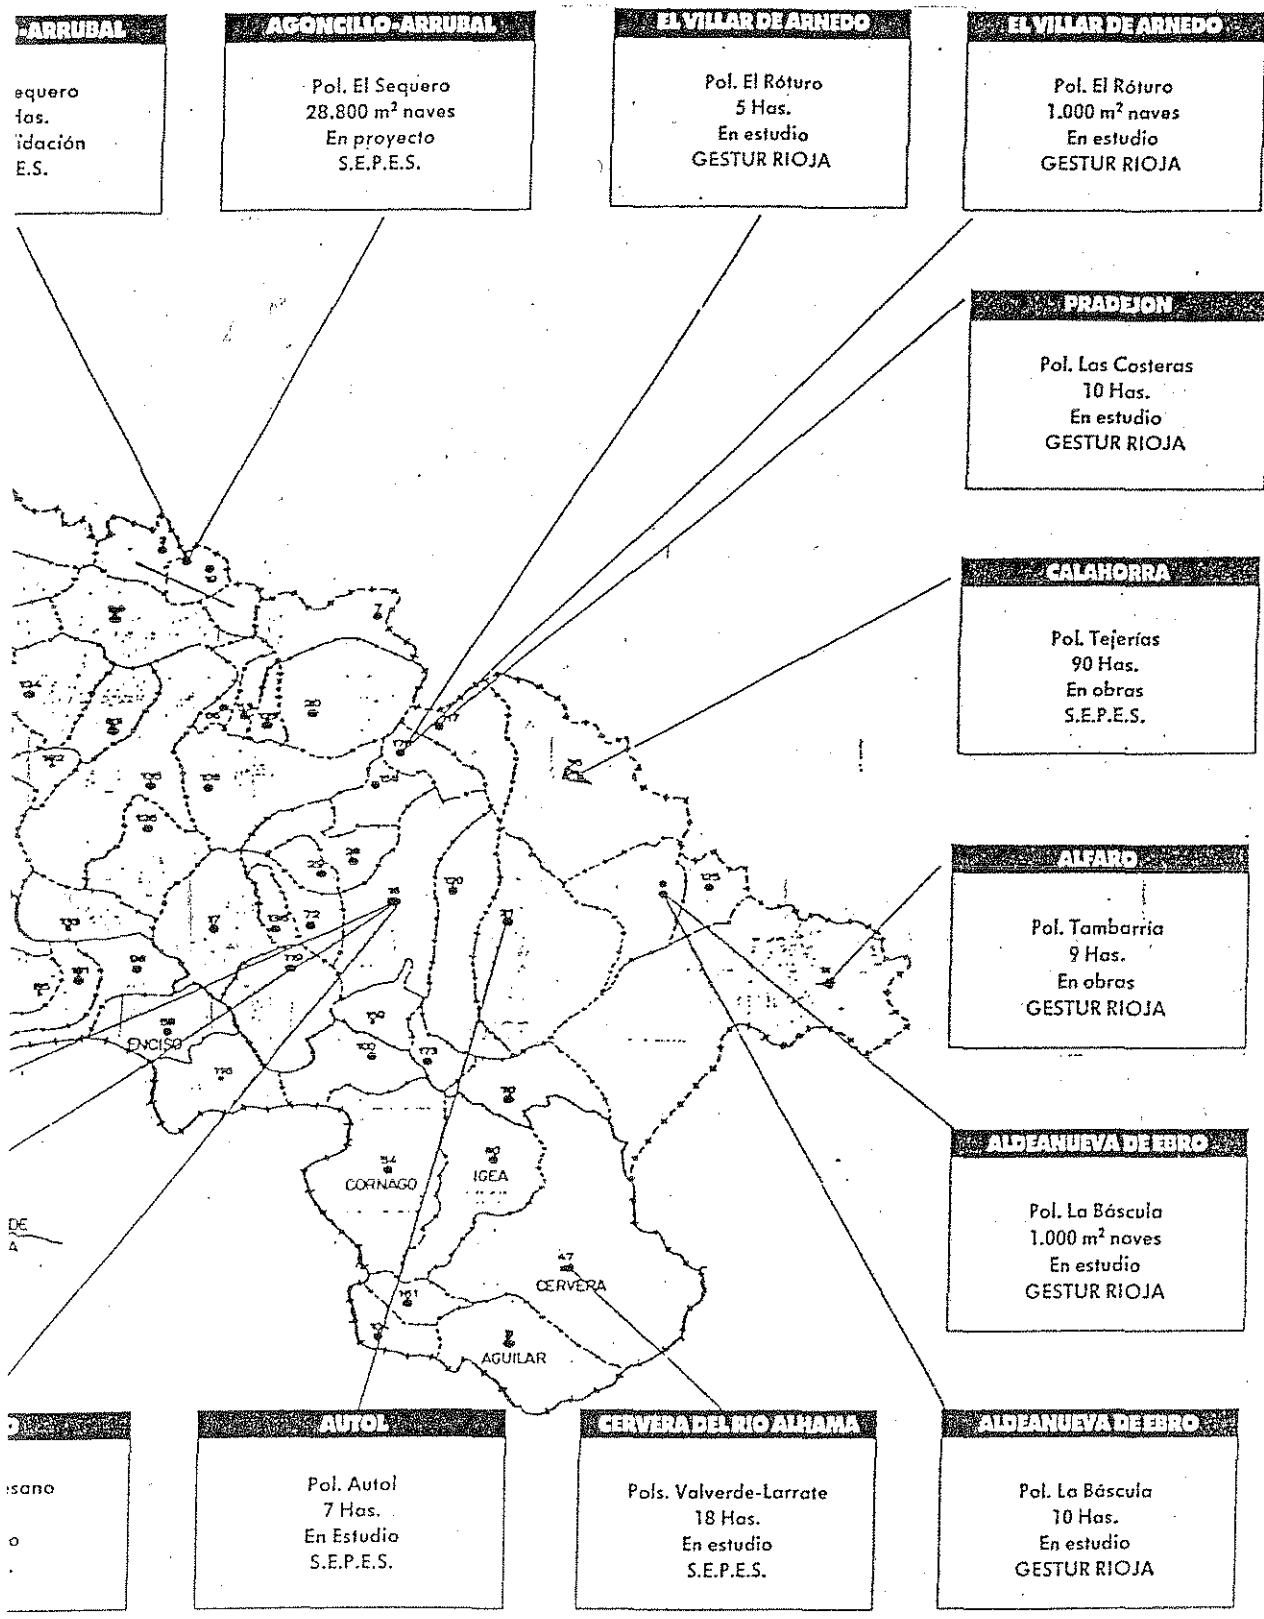 -ARRUBAL
equero
Has.
idación
E.S.
AGONCILLO-ARRUBAL
Pol. El Sequero
28.800 m² naves
En proyecto
S.E.P.E.S.
EL VILLAR DE ARNEDO
Pol. El Róturo
5 Has.
En estudio
GESTUR RIOJA
EL VILLAR DE ARNEDO
Pol. El Róturo
1.000 m² naves
En estudio
GESTUR RIOJA
PRADEJON
Pol. Las Casteras
10 Has.
En estudio
GESTUR RIOJA
CALAHORRA
Pol. Tejerías
90 Has.
En obras
S.E.P.E.S.
ALFARO
Pol. Tambarria
9 Has.
En obras
GESTUR RIOJA
ENCISO
CORNAGO
IGEA
CERVERA
AGUILAR
DE
A
ALDEANUEVA DE EBRO
Pol. La Báscula
1.000 m² naves
En estudio
GESTUR RIOJA
O
esano
o
.
AUTOL
Pol. Autol
7 Has.
En Estudio
S.E.P.E.S.
CERVERA DEL RIO ALHAMA
Pols. Valverde-Larrate
18 Has.
En estudio
S.E.P.E.S.
ALDEANUEVA DE EBRO
Pol. La Báscula
10 Has.
En estudio
GESTUR RIOJA